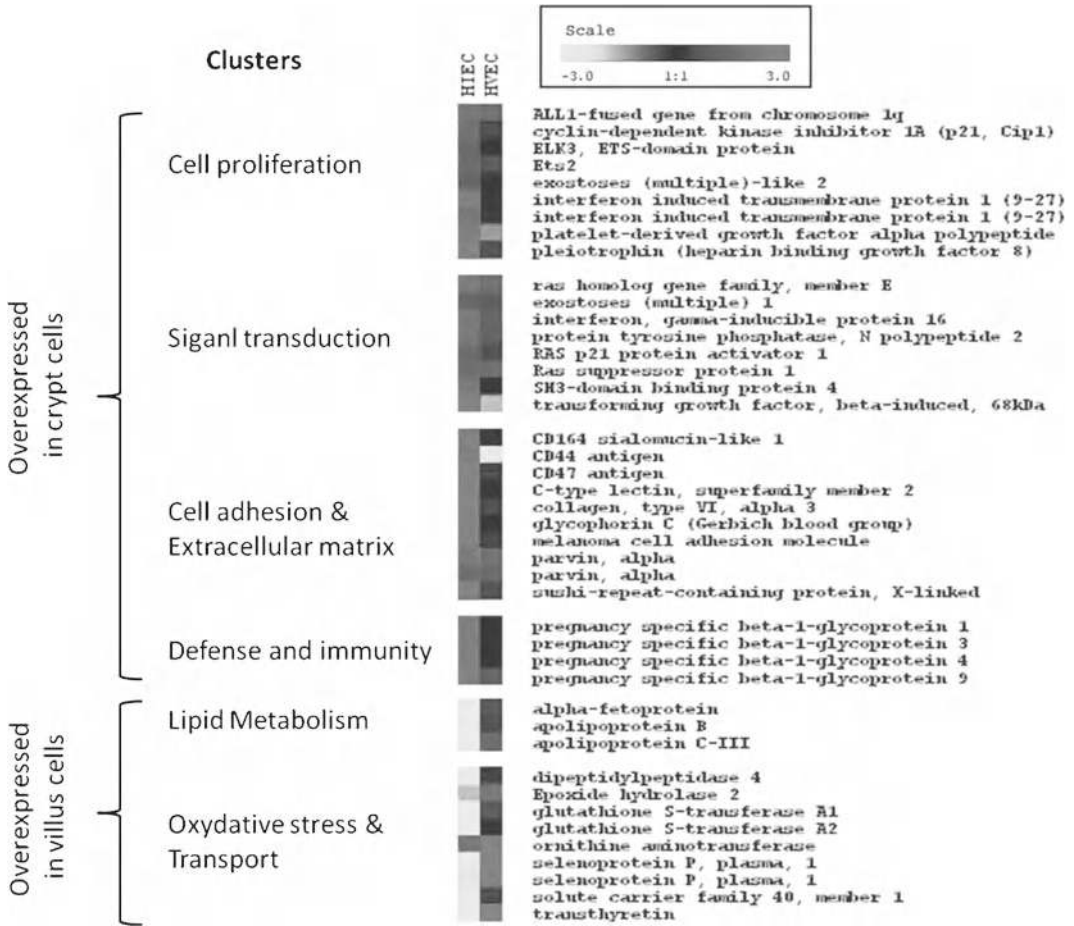 Scale
-3.0 1:1 3.0
Clusters
HIEC
HVEC
Overexpressed
in crypt cells
Cell proliferation
ALL1-fused gene from chromosome 1q
cyclin-dependent kinase inhibitor 1A (p21, Cip1)
ELK3, ETS-domain protein
Ets2
exostoses (multiple)-like 2
interferon induced transmembrane protein 1 (9-27)
interferon induced transmembrane protein 1 (9-27)
platelet-derived growth factor alpha polypeptide
pleiotrophin (heparin binding growth factor 8)
Siganl transduction
ras homolog gene family, member E
exostoses (multiple) 1
interferon, gamma-inducible protein 16
protein tyrosine phosphatase, N polypeptide 2
RAS p21 protein activator 1
Ras suppressor protein 1
SH3-domain binding protein 4
transforming growth factor, beta-induced, 68kDa
Cell adhesion &
Extracellular matrix
CD164 sialomucin-like 1
CD44 antigen
CD47 antigen
C-type lectin, superfamily member 2
collagen, type VI, alpha 3
glycophorin C (Gerbich blood group)
melanoma cell adhesion molecule
parvin, alpha
parvin, alpha
sushi-repeat-containing protein, X-linked
Defense and immunity
pregnancy specific beta-1-glycoprotein 1
pregnancy specific beta-1-glycoprotein 3
pregnancy specific beta-1-glycoprotein 4
pregnancy specific beta-1-glycoprotein 9
Overexpressed
in villus cells
Lipid Metabolism
alpha-fetoprotein
apolipoprotein B
apolipoprotein C-III
Oxydative stress &
Transport
dipeptidylpeptidase 4
Epoxide hydrolase 2
glutathione S-transferase A1
glutathione S-transferase A2
ornithine aminotransferase
selenoprotein P, plasma, 1
selenoprotein P, plasma, 1
solute carrier family 40, member 1
transthyretin